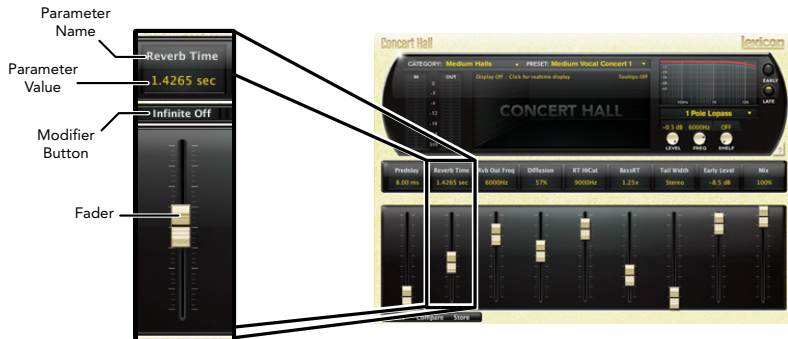 Parameter
Name
Parameter
Value
Modifier
Button
Fader
Reverb Time
1.4265 sec
Infinite Off
Concert Hall
lexicon
CATEGORY: Medium Halls
PRESET: Medium Vocal Concert 1
IN OUT
Display Off : Click for realtime display
Tooltips Off
CONCERT HALL
EARLY
LATE
1 Pole Lopass
-0.5 dB 6000Hz OFF
LEVEL FREQ SHELF
Predelay Reverb Time Rvb Out Freq Diffusion RT HiCut BassRT Tail Width Early Level Mix
8.00 ms 1.4265 sec 6000Hz 57% 9000Hz 1.25x Stereo -8.5 dB 100%
Compare Store